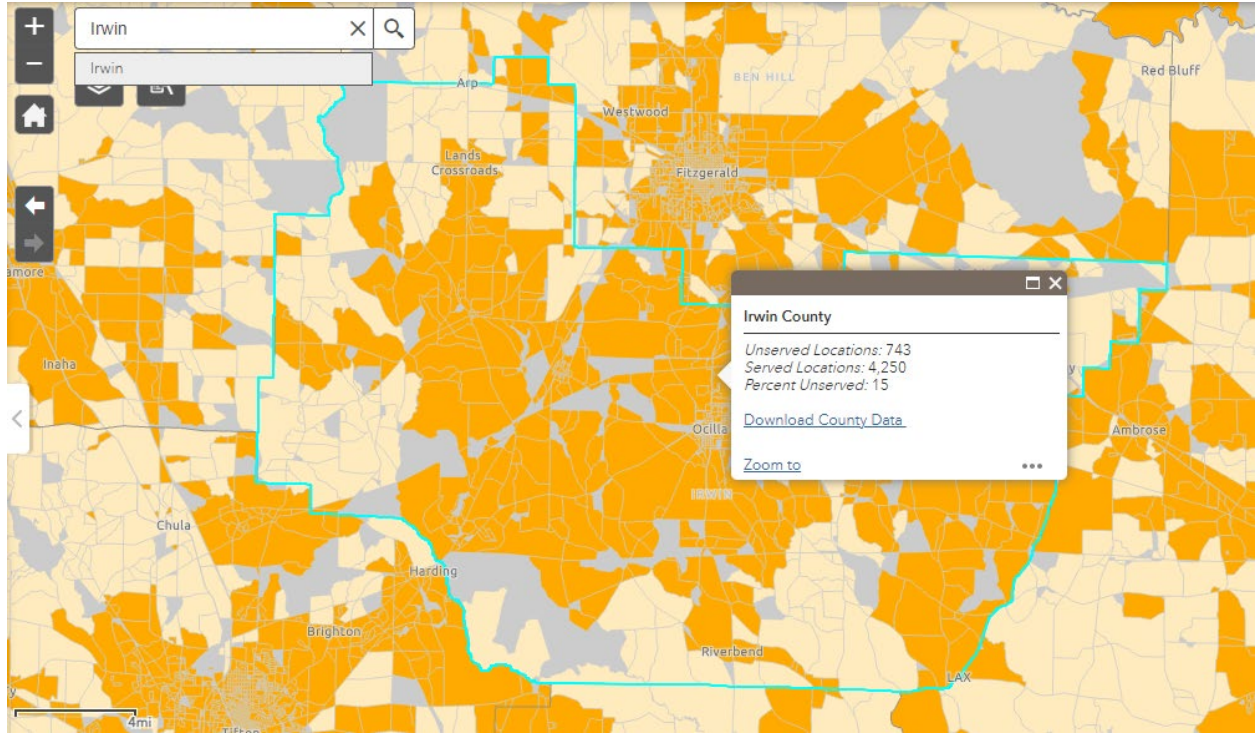 +
Irwin
Irwin
−
Arp
BEN HILL
Red Bluff
Westwood
Lands
Crossroads
Fitzgerald
amore
Irwin County
Unserved Locations: 743
Served Locations: 4,250
Percent Unserved: 15
Inaha
Download County Data
Ocilla
Ambrose
Zoom to
IRWIN
Chula
Harding
Brighton
Riverbend
LAX
4mi
Tifton